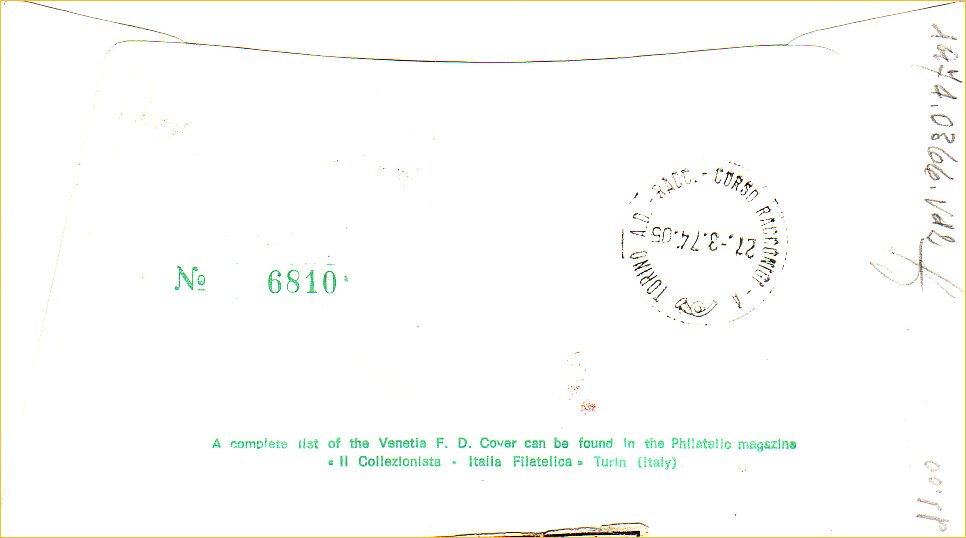 TORINO A.D. - RACC. - CORSO RACCONIGI - A
27.-3.74.05
№ 6810
A complete list of the Venetia F. D. Cover can be found in the Philatelic magazine
« Il Collezionista - Italia Filatelica » Turin (Italy)